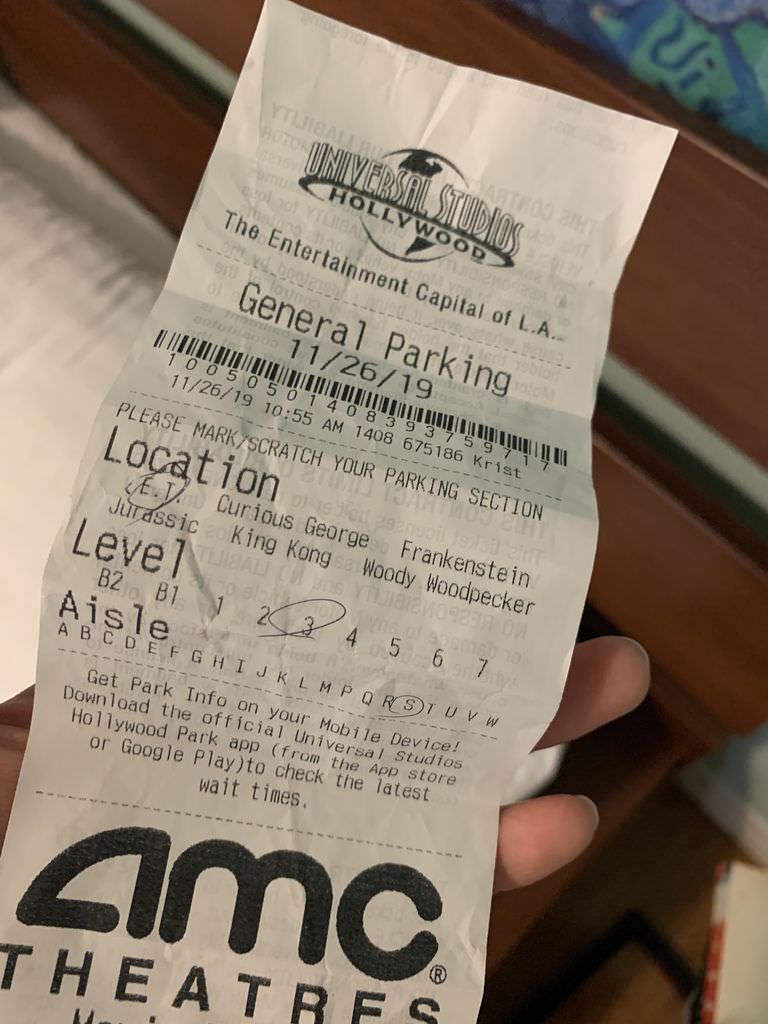 UNIVERSAL STUDIOS
HOLLYWOOD
The Entertainment Capital of L.A..
General Parking
11/26/19
10050501408393759717
11/26/19 10:55 AM 1408 675186 Krist
PLEASE MARK/SCRATCH YOUR PARKING SECTION
Location
E.T. Curious George Frankenstein
Jurassic King Kong Woody Woodpecker
Level
B2 B1 1 2 3 4 5 6 7
Aisle
A B C D E F G H I J K L M P Q R S T U V W
Get Park Info on your Mobile Device!
Download the official Universal Studios
Hollywood Park app (from the App store
or Google Play)to check the latest
wait times.
amc
THEATRES